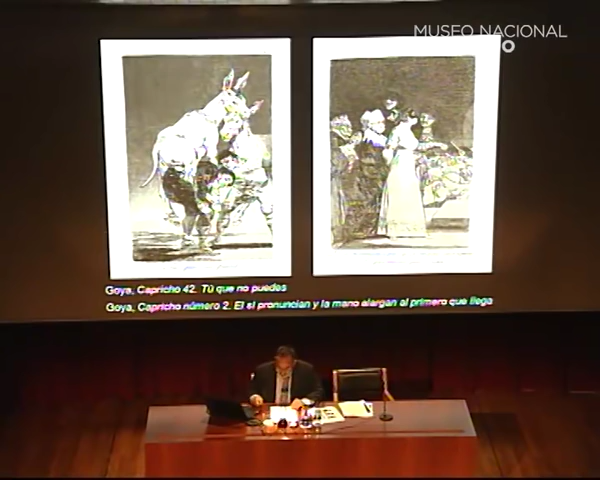 MUSEO NACIONAL
Goya, Capricho 42. Tú que no puedes
Goya, Capricho número 2. El sí pronuncian y la mano alargan al primero que llega